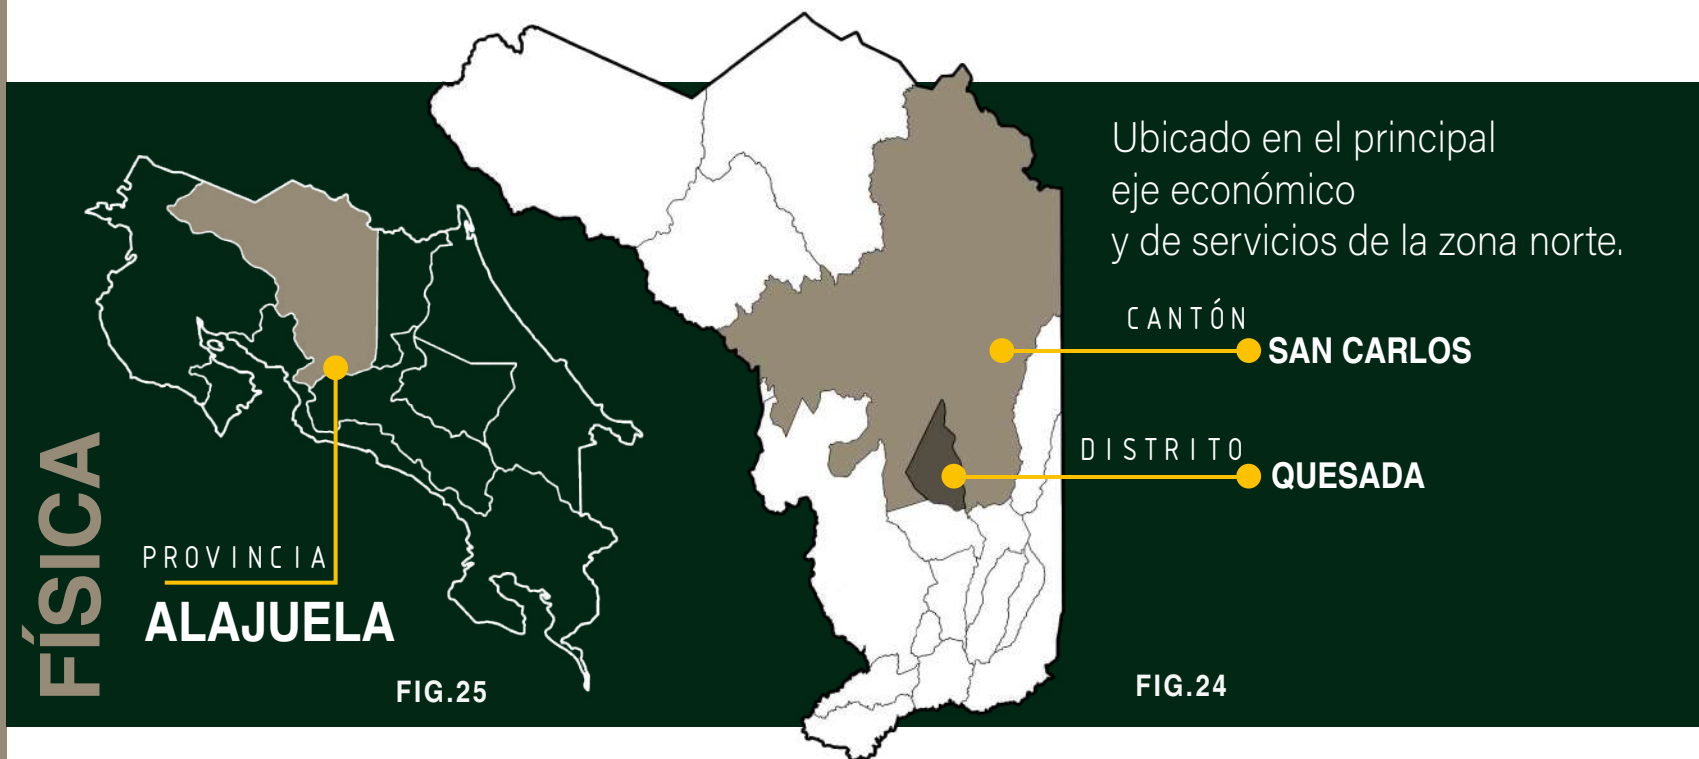 FÍSICA
PROVINCIA
ALAJUELA
FIG.25
Ubicado en el principal
eje económico
y de servicios de la zona norte.
CANTÓN
SAN CARLOS
DISTRITO
QUESADA
FIG.24